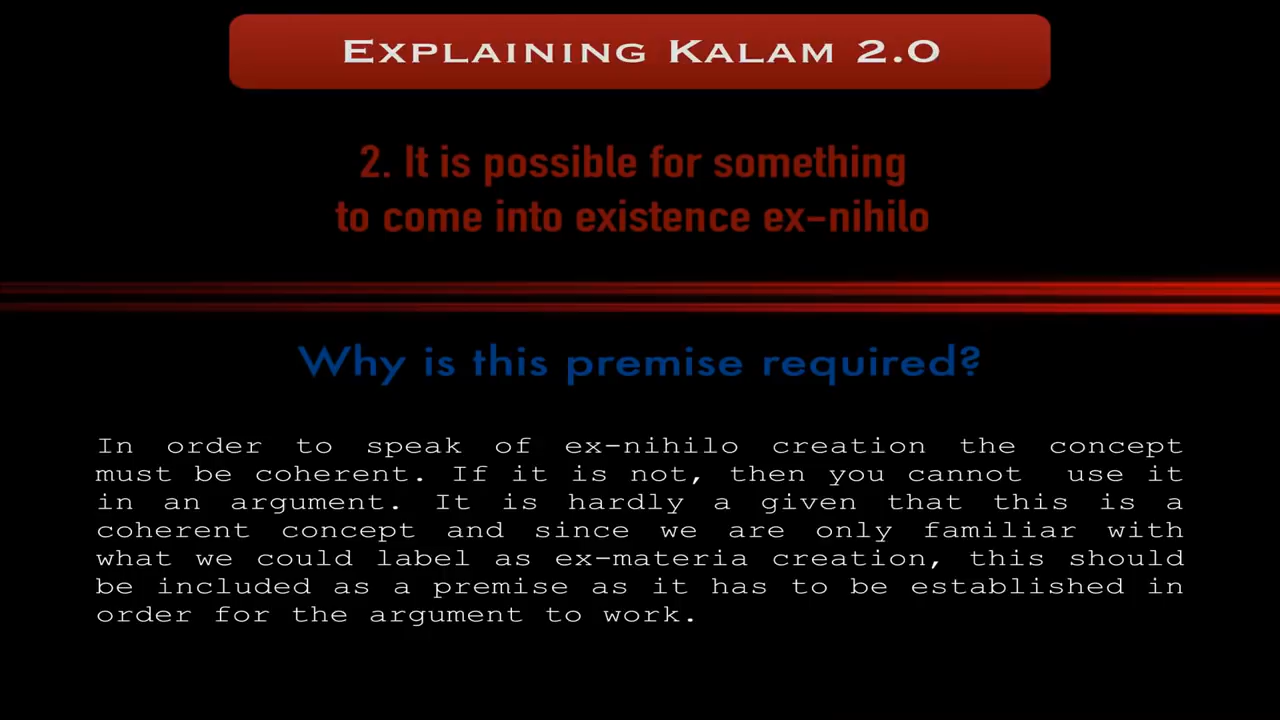 Explaining Kalam 2.0
2. It is possible for something
to come into existence ex-nihilo
Why is this premise required?
In order to speak of ex-nihilo creation the concept
must be coherent. If it is not, then you cannot use it
in an argument. It is hardly a given that this is a
coherent concept and since we are only familiar with
what we could label as ex-materia creation, this should
be included as a premise as it has to be established in
order for the argument to work.